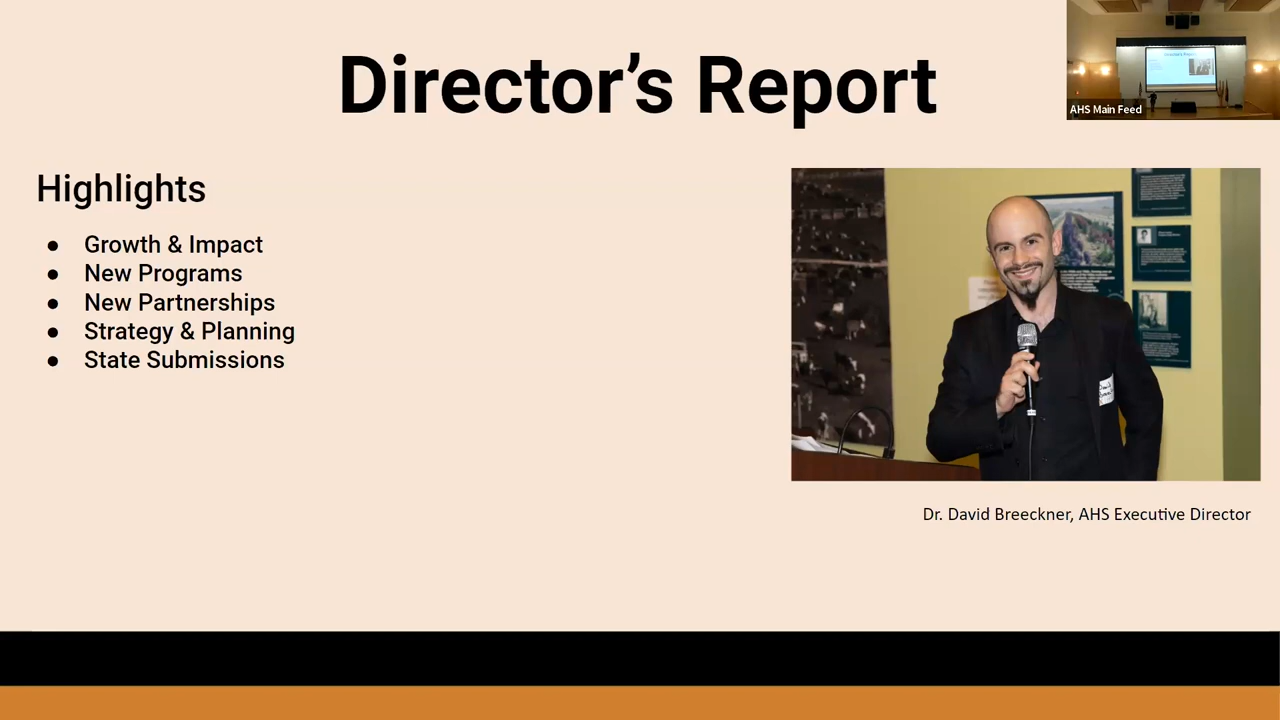 Director’s Report
AHS Main Feed
Highlights
● Growth & Impact
● New Programs
● New Partnerships
● Strategy & Planning
● State Submissions
Dr. David Breeckner, AHS Executive Director